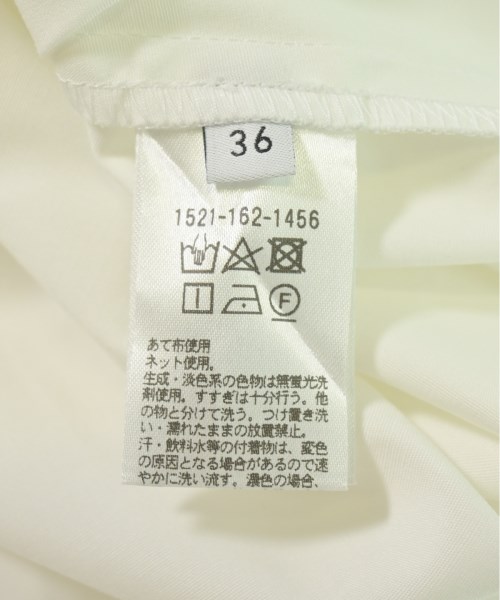 36
1521-162-1456
F
あて布使用
ネット使用。
生成・淡色系の色物は無蛍光洗
剤使用。すすぎは十分行う。他
の物と分けて洗う。つけ置き洗
い・濡れたままの放置禁止。
汗・飲料水等の付着物は、変色
の原因となる場合があるので速
やかに洗い流す。濃色の場合、